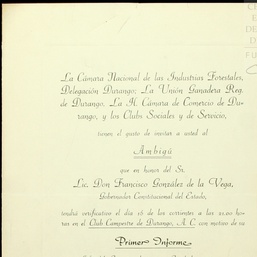 La Cámara Nacional de las Industrias Forestales,
Delegación Durango; La Unión Ganadera Reg.
de Durango; La H. Cámara de Comercio de Du-
rango, y los Clubs Sociales y de Servicio,
tienen el gusto de invitar a usted al
Ambigú
que en honor del Sr.
Lic. Don Francisco González de la Vega,
Gobernador Constitucional del Estado,
tendrá verificativo el día 16 de los corrientes a las 21.20 ho-
ras en el Club Campestre de Durango, A. C. con motivo de su
Primer Informe